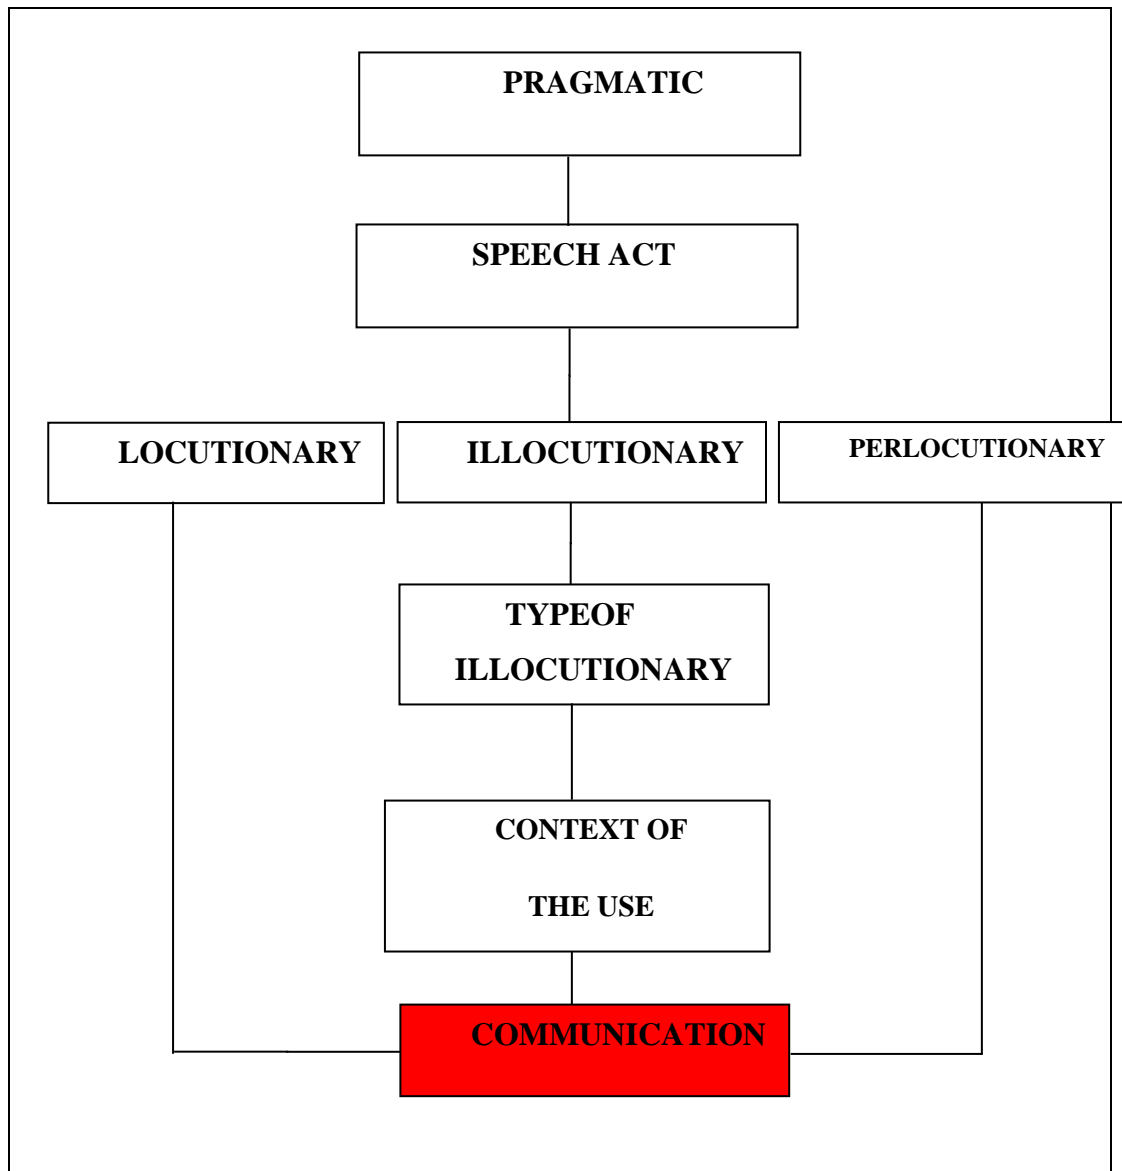 PRAGMATIC
SPEECH ACT
LOCUTIONARY
ILLOCUTIONARY
PERLOCUTIONARY
TYPEOF
ILLOCUTIONARY
CONTEXT OF
THE USE
COMMUNICATION